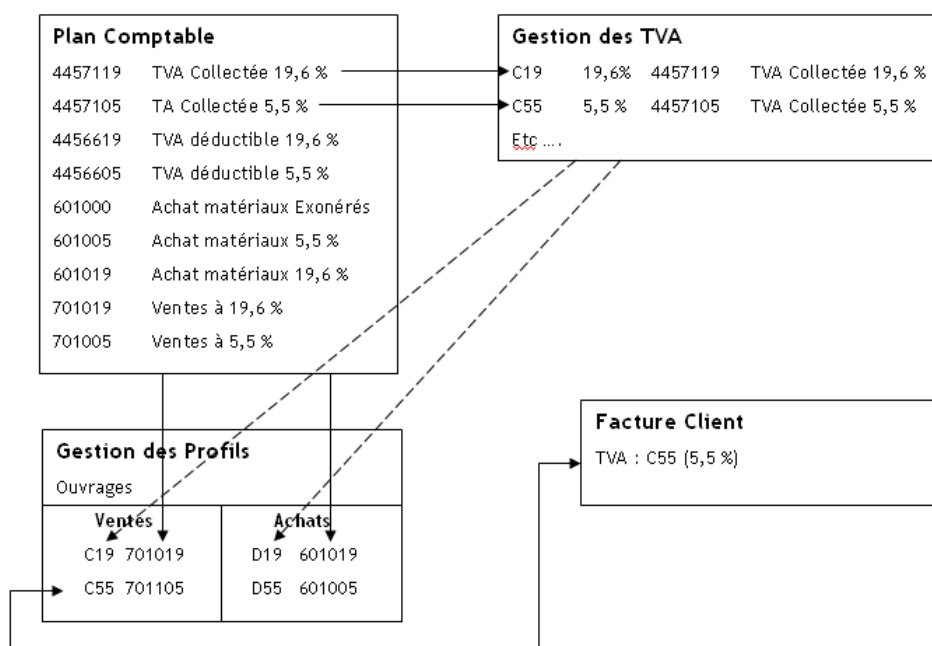 Plan Comptable
4457119 TVA Collectée 19,6 %
4457105 TA Collectée 5,5 %
4456619 TVA déductible 19,6 %
4456605 TVA déductible 5,5 %
601000 Achat matériaux Exonérés
601005 Achat matériaux 5,5 %
601019 Achat matériaux 19,6 %
701019 Ventes à 19,6 %
701005 Ventes à 5,5 %
Gestion des TVA
C19 19,6% 4457119 TVA Collectée 19,6 %
C55 5,5 % 4457105 TVA Collectée 5,5 %
Etc ....
Gestion des Profils
Ouvrages
Ventes Achats
C19 701019 D19 601019
C55 701105 D55 601005
Facture Client
TVA : C55 (5,5 %)